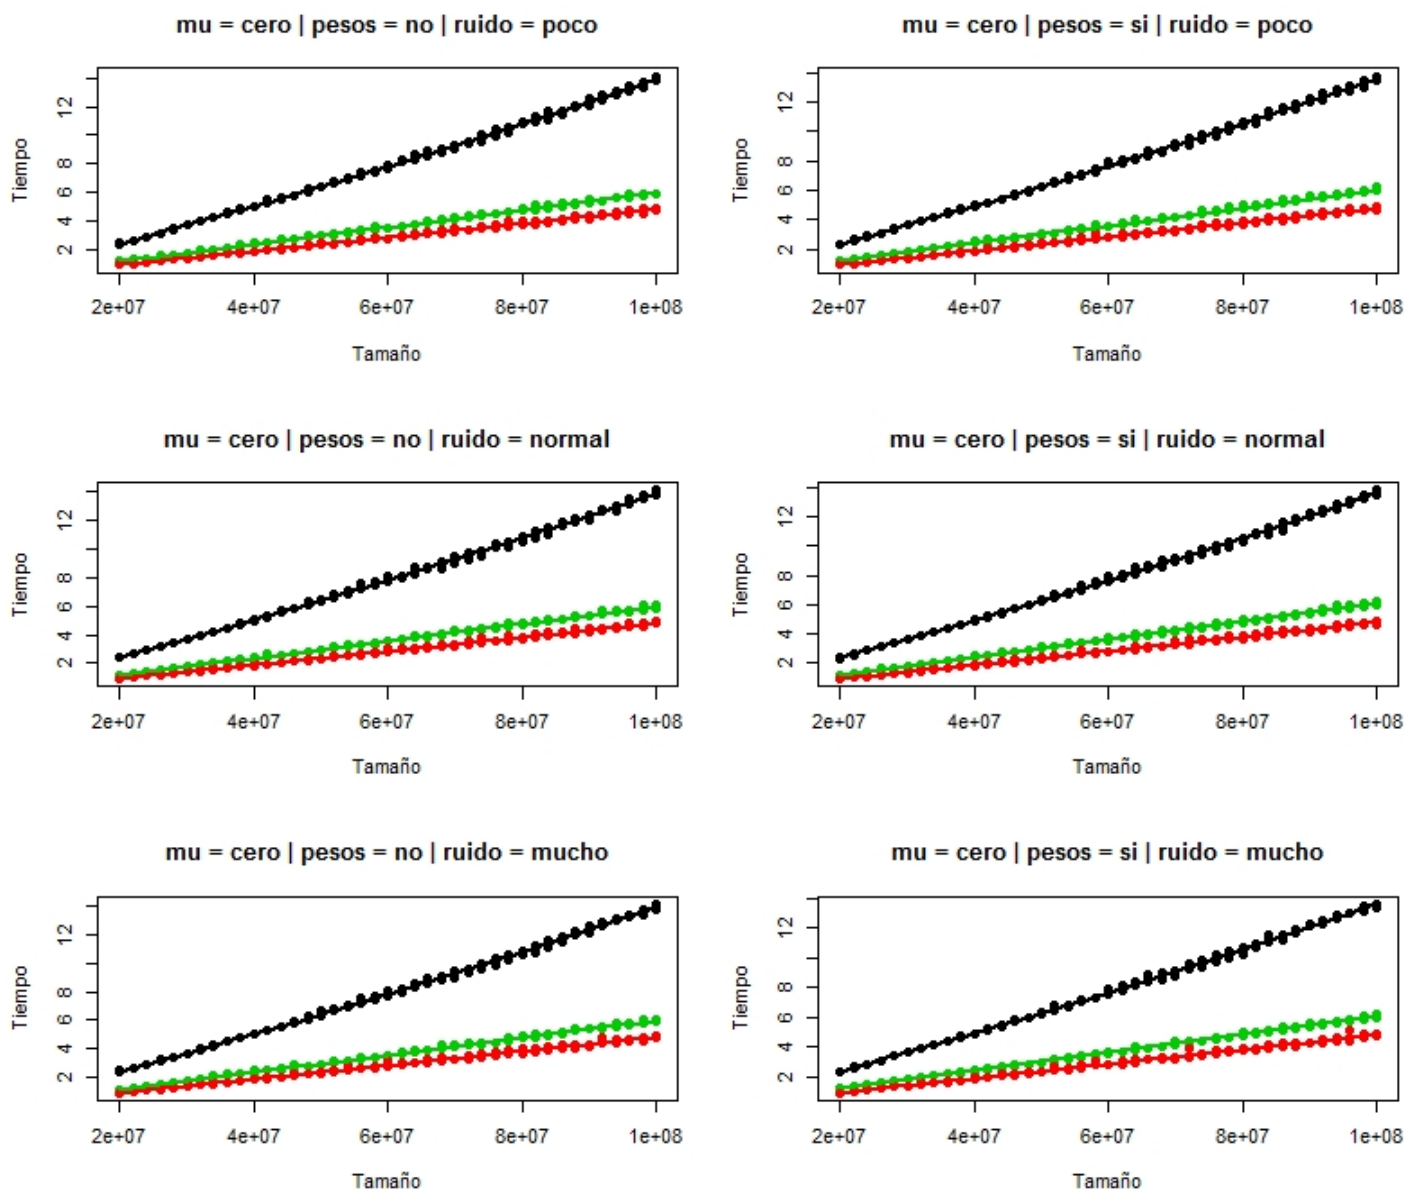 mu = cero | pesos = no | ruido = poco
Tiempo
12
8
6
4
2
2e+07 4e+07 6e+07 8e+07 1e+08
Tamaño
mu = cero | pesos = si | ruido = poco
Tiempo
12
8
6
4
2
2e+07 4e+07 6e+07 8e+07 1e+08
Tamaño
mu = cero | pesos = no | ruido = normal
Tiempo
12
8
6
4
2
2e+07 4e+07 6e+07 8e+07 1e+08
Tamaño
mu = cero | pesos = si | ruido = normal
Tiempo
12
8
6
4
2
2e+07 4e+07 6e+07 8e+07 1e+08
Tamaño
mu = cero | pesos = no | ruido = mucho
Tiempo
12
8
6
4
2
2e+07 4e+07 6e+07 8e+07 1e+08
Tamaño
mu = cero | pesos = si | ruido = mucho
Tiempo
12
8
6
4
2
2e+07 4e+07 6e+07 8e+07 1e+08
Tamaño